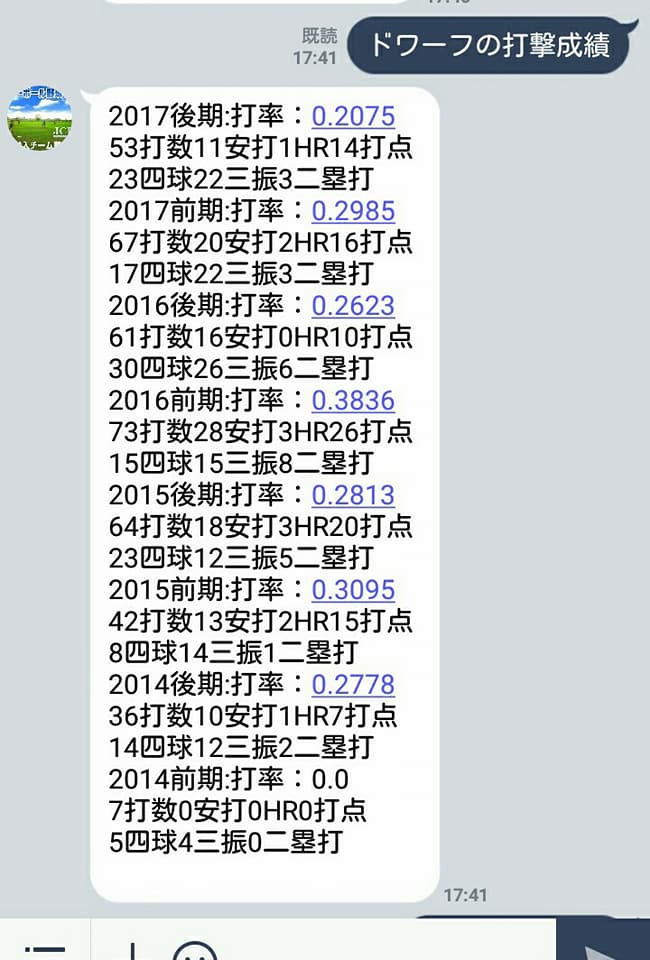 既読
17:41
ドワーフの打撃成績
2017後期:打率：0.2075
53打数11安打1HR14打点
23四球22三振3二塁打
2017前期:打率：0.2985
67打数20安打2HR16打点
17四球22三振3二塁打
2016後期:打率：0.2623
61打数16安打0HR10打点
30四球26三振6二塁打
2016前期:打率：0.3836
73打数28安打3HR26打点
15四球15三振8二塁打
2015後期:打率：0.2813
64打数18安打3HR20打点
23四球12三振5二塁打
2015前期:打率：0.3095
42打数13安打2HR15打点
8四球14三振1二塁打
2014後期:打率：0.2778
36打数10安打1HR7打点
14四球12三振2二塁打
2014前期:打率：0.0
7打数0安打0HR0打点
5四球4三振0二塁打
17:41